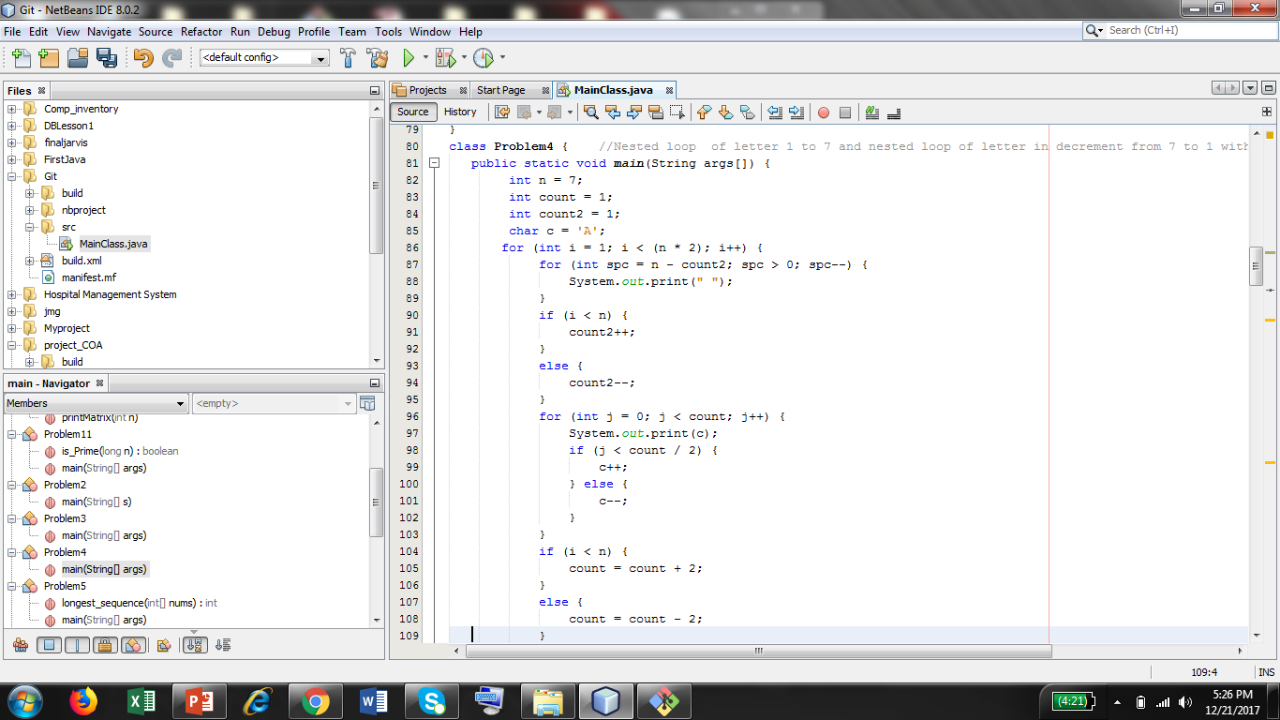 Git - NetBeans IDE 8.0.2
File Edit View Navigate Source Refactor Run Debug Profile Team Tools Window Help
Search (Ctrl+I)
<default config>
Files
Comp_inventory
DBLesson1
finaljarvis
FirstJava
Git
build
nbproject
src
MainClass.java
build.xml
manifest.mf
Hospital Management System
jmg
Myproject
project_COA
build
main - Navigator
Members
<empty>
printMatrix(int n)
Problem11
is_Prime(long n) : boolean
main(String[] args)
Problem2
main(String[] s)
Problem3
main(String[] args)
Problem4
main(String[] args)
Problem5
longest_sequence(int[] nums) : int
main(String[] args)
Projects Start Page MainClass.java
Source History
79 }
80 class Problem4 { //Nested loop of letter 1 to 7 and nested loop of letter in decrement from 7 to 1 with
81 public static void main(String args[]) {
82 int n = 7;
83 int count = 1;
84 int count2 = 1;
85 char c = 'A';
86 for (int i = 1; i < (n * 2); i++) {
87 for (int spc = n - count2; spc > 0; spc--) {
88 System.out.print(" ");
89 }
90 if (i < n) {
91 count2++;
92 }
93 else {
94 count2--;
95 }
96 for (int j = 0; j < count; j++) {
97 System.out.print(c);
98 if (j < count / 2) {
99 c++;
100 } else {
101 c--;
102 }
103 }
104 if (i < n) {
105 count = count + 2;
106 }
107 else {
108 count = count - 2;
109 }
109:4 INS
(4:21)
5:26 PM
12/21/2017